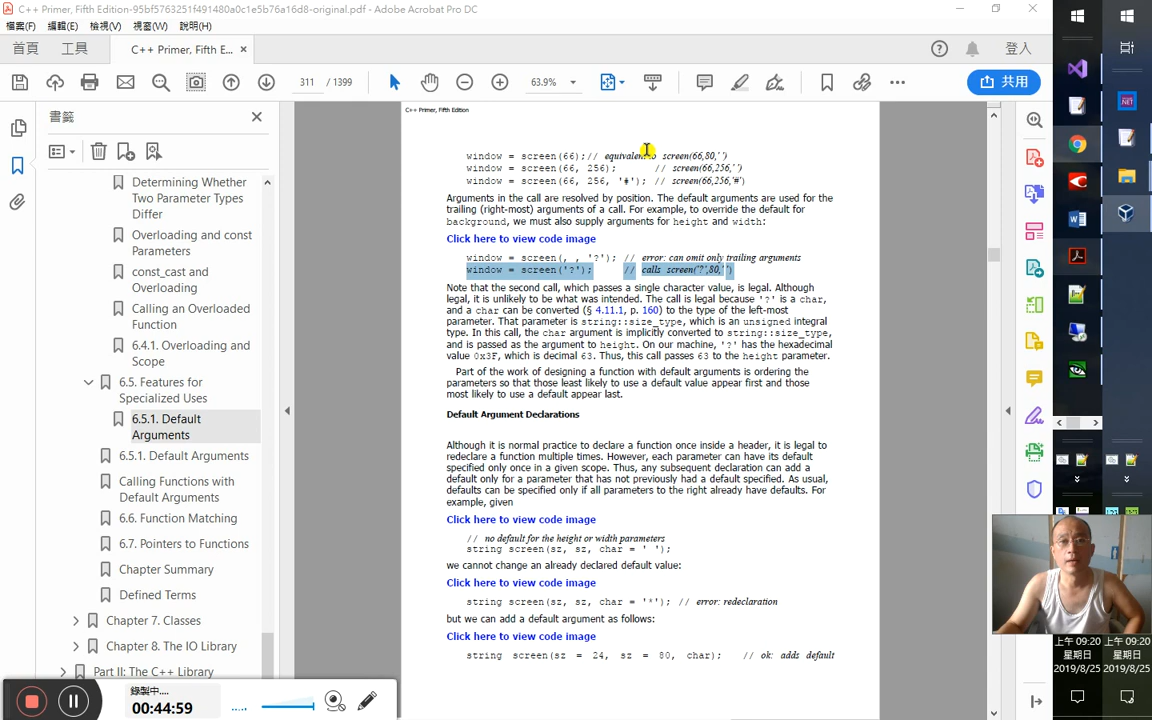 C++ Primer, Fifth Edition-95bf5763251f491480a0c1e5b76a16d8-original.pdf - Adobe Acrobat Pro DC
檔案(F) 編輯(E) 檢視(V) 視窗(W) 說明(H)
首頁 工具 C++ Primer, Fifth E... × 登入
311 / 1399 63.9% 共用
書籤
Determining Whether
Two Parameter Types
Differ
Overloading and const
Parameters
const_cast and
Overloading
Calling an Overloaded
Function
6.4.1. Overloading and
Scope
6.5. Features for
Specialized Uses
6.5.1. Default
Arguments
6.5.1. Default Arguments
Calling Functions with
Default Arguments
6.6. Function Matching
6.7. Pointers to Functions
Chapter Summary
Defined Terms
Chapter 7. Classes
Chapter 8. The IO Library
Part II: The C++ Library
C++ Primer, Fifth Edition
window = screen(66);// equivalent to screen(66,80,' ')
window = screen(66, 256); // screen(66,256,' ')
window = screen(66, 256, '#'); // screen(66,256,'#')
Arguments in the call are resolved by position. The default arguments are used for the
trailing (right-most) arguments of a call. For example, to override the default for
background, we must also supply arguments for height and width:
Click here to view code image
window = screen(, , '?'); // error: can omit only trailing arguments
window = screen('?'); // calls screen('?',80,' ')
Note that the second call, which passes a single character value, is legal. Although
legal, it is unlikely to be what was intended. The call is legal because '?' is a char,
and a char can be converted (§ 4.11.1, p. 160) to the type of the left-most
parameter. That parameter is string::size_type, which is an unsigned integral
type. In this call, the char argument is implicitly converted to string::size_type,
and is passed as the argument to height. On our machine, '?' has the hexadecimal
value 0x3F, which is decimal 63. Thus, this call passes 63 to the height parameter.
Part of the work of designing a function with default arguments is ordering the
parameters so that those least likely to use a default value appear first and those
most likely to use a default appear last.
Default Argument Declarations
Although it is normal practice to declare a function once inside a header, it is legal to
redeclare a function multiple times. However, each parameter can have its default
specified only once in a given scope. Thus, any subsequent declaration can add a
default only for a parameter that has not previously had a default specified. As usual,
defaults can be specified only if all parameters to the right already have defaults. For
example, given
Click here to view code image
// no default for the height or width parameters
string screen(sz, sz, char = ' ');
we cannot change an already declared default value:
Click here to view code image
string screen(sz, sz, char = '*'); // error: redeclaration
but we can add a default argument as follows:
Click here to view code image
string screen(sz = 24, sz = 80, char); // ok: adds default
錄製中....
00:44:59
上午 09:20 上午 09:20
星期日 星期日
2019/8/25 2019/8/25